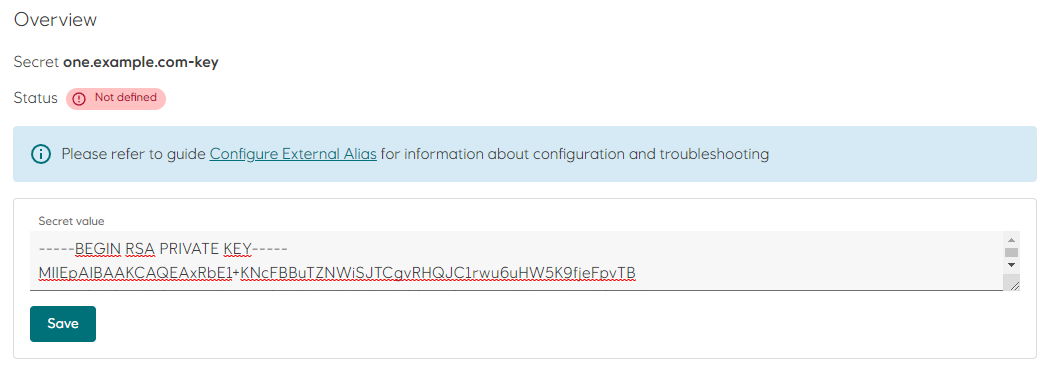 Overview
Secret one.example.com-key
Status Not defined
Please refer to guide Configure External Alias for information about configuration and troubleshooting
Secret value
-----BEGIN RSA PRIVATE KEY-----
MIIEpAIBAAKCAQEAxRbE1+KNcFBBuTZNWiSJTCgvRHQJC1rwu6uHW5K9fjeFpvTB
Save